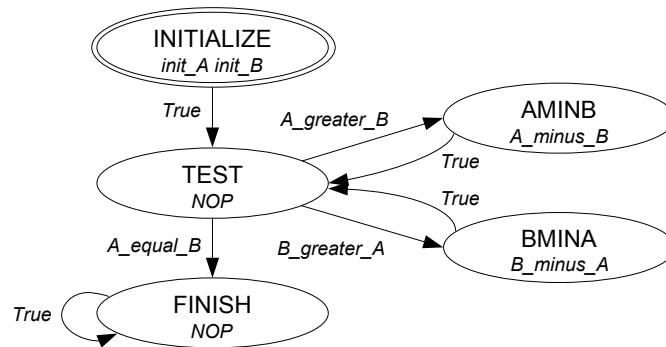 INITIALIZE
init_A init_B
True
A_greater_B
AMINB
A_minus_B
True
TEST
NOP
True
A_equal_B
B_greater_A
BMINA
B_minus_A
True
FINISH
NOP